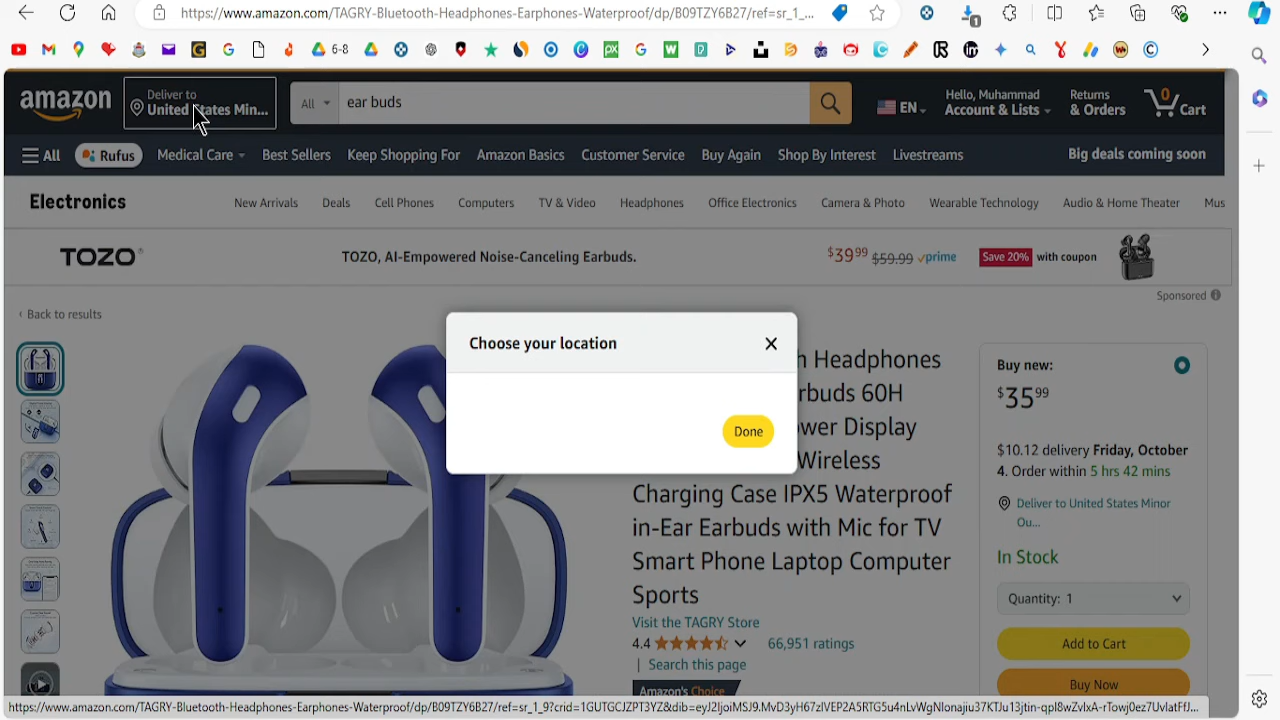 https://www.amazon.com/TAGRY-Bluetooth-Headphones-Earphones-Waterproof/dp/B09TZY6B27/ref=sr_1_...
1
6-8
amazon
Deliver to
United States Min...
All
ear buds
EN
Hello, Muhammad
Account & Lists
Returns
& Orders
0
Cart
All
Rufus
Medical Care
Best Sellers
Keep Shopping For
Amazon Basics
Customer Service
Buy Again
Shop By Interest
Livestreams
Big deals coming soon
Electronics
New Arrivals
Deals
Cell Phones
Computers
TV & Video
Headphones
Office Electronics
Camera & Photo
Wearable Technology
Audio & Home Theater
Mus
TOZO
TOZO, AI-Empowered Noise-Canceling Earbuds.
$39 99 $59.99 prime
Save 20% with coupon
Sponsored
‹ Back to results
Choose your location
Done
h Headphones
rbuds 60H
wer Display
Wireless
Charging Case IPX5 Waterproof
in-Ear Earbuds with Mic for TV
Smart Phone Laptop Computer
Sports
Visit the TAGRY Store
4.4
66,951 ratings
| Search this page
Amazon's Choice
Buy new:
$35 99
$10.12 delivery Friday, October
4. Order within 5 hrs 42 mins
Deliver to United States Minor
Ou...
In Stock
Quantity: 1
Add to Cart
Buy Now